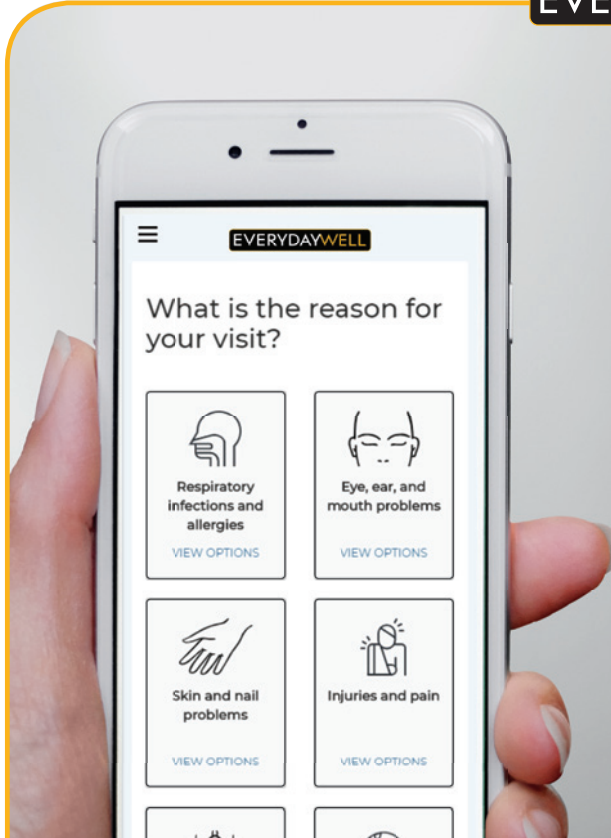 EVE
EVERYDAYWELL
What is the reason for
your visit?
Respiratory
infections and
allergies
VIEW OPTIONS
Eye, ear, and
mouth problems
VIEW OPTIONS
Skin and nail
problems
VIEW OPTIONS
Injuries and pain
VIEW OPTIONS